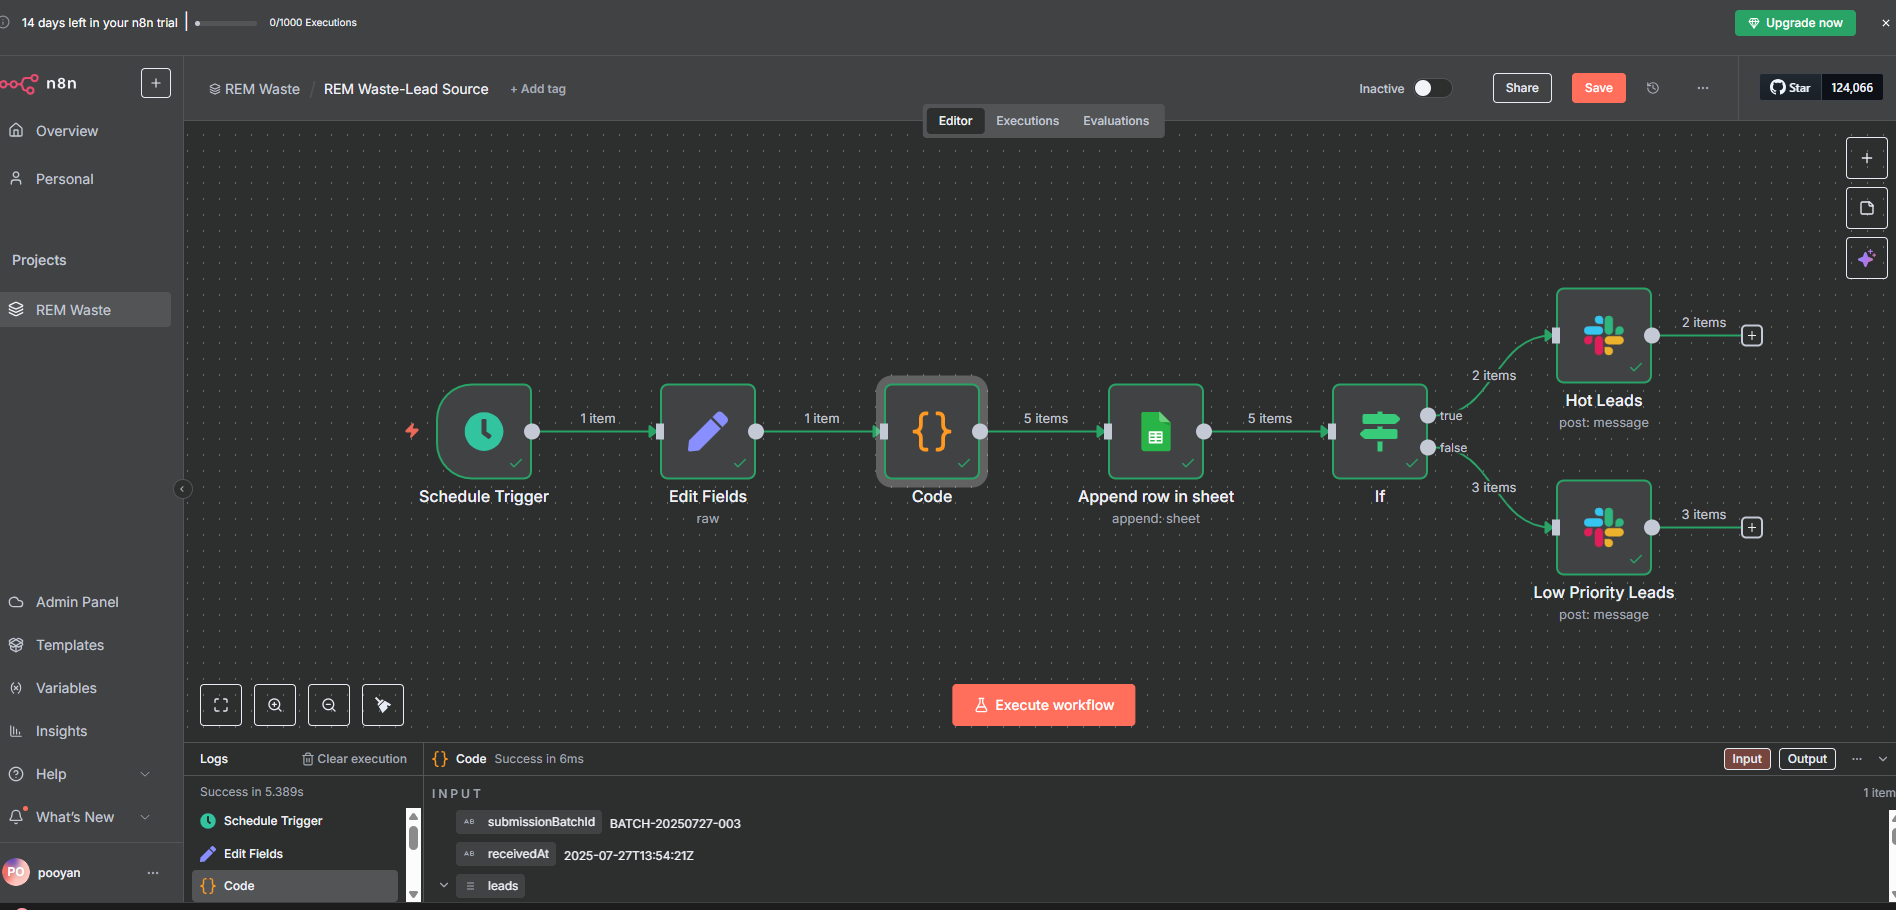 14 days left in your n8n trial
0/1000 Executions
Upgrade now
n8n
REM Waste / REM Waste-Lead Source + Add tag
Inactive
Share
Save
Star 124,066
Editor Executions Evaluations
Overview
Personal
Projects
REM Waste
Admin Panel
Templates
Variables
Insights
Help
What's New
PO pooyan
1 item
1 item
5 items
5 items
2 items
2 items
3 items
3 items
true
false
Schedule Trigger
Edit Fields
raw
Code
Append row in sheet
append: sheet
If
Hot Leads
post: message
Low Priority Leads
post: message
Execute workflow
Logs
Clear execution
Success in 5.389s
Schedule Trigger
Edit Fields
Code
Code Success in 6ms
Input
Output
INPUT
1 item
AB submissionBatchId BATCH-20250727-003
AB receivedAt 2025-07-27T13:54:21Z
leads